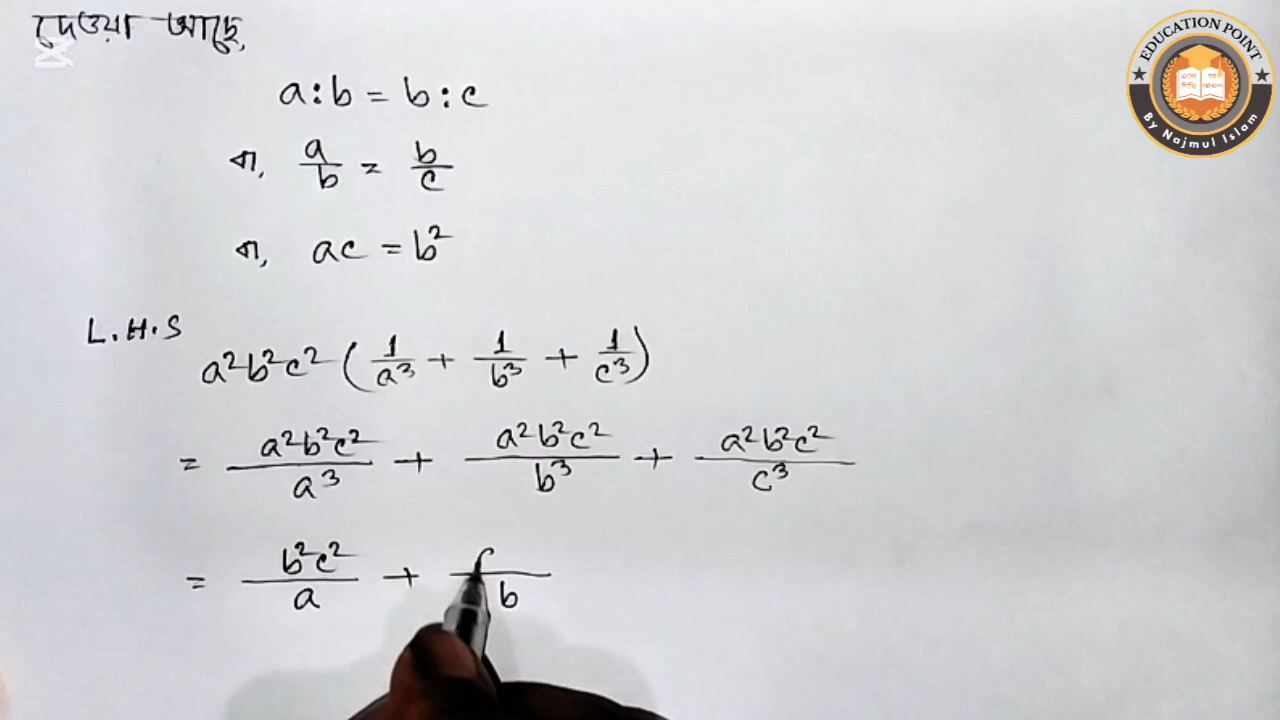 দেওয়া আছে,
a:b = b:c
বা, a/b = b/c
বা, ac = b²
L.H.S
a²b²c² (1/a³ + 1/b³ + 1/c³)
= a²b²c²/a³ + a²b²c²/b³ + a²b²c²/c³
= b²c²/a + /b
EDUCATION POINT
By Najmul Islam